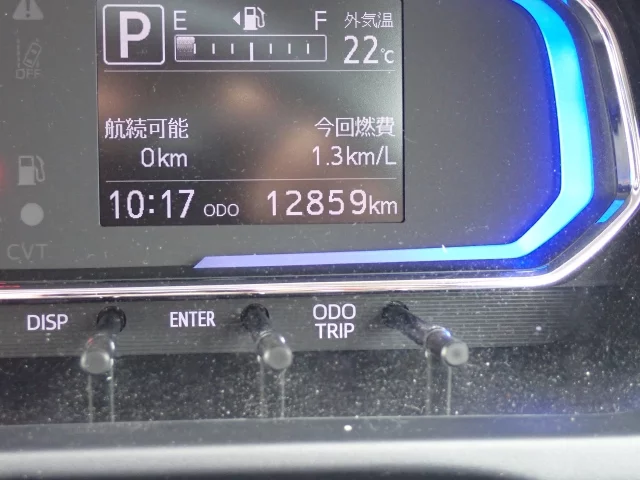 P E F 外気温
22℃
OFF
航続可能 今回燃費
0km 1.3km/L
10:17 ODO 12859km
CVT
DISP ENTER ODO TRIP